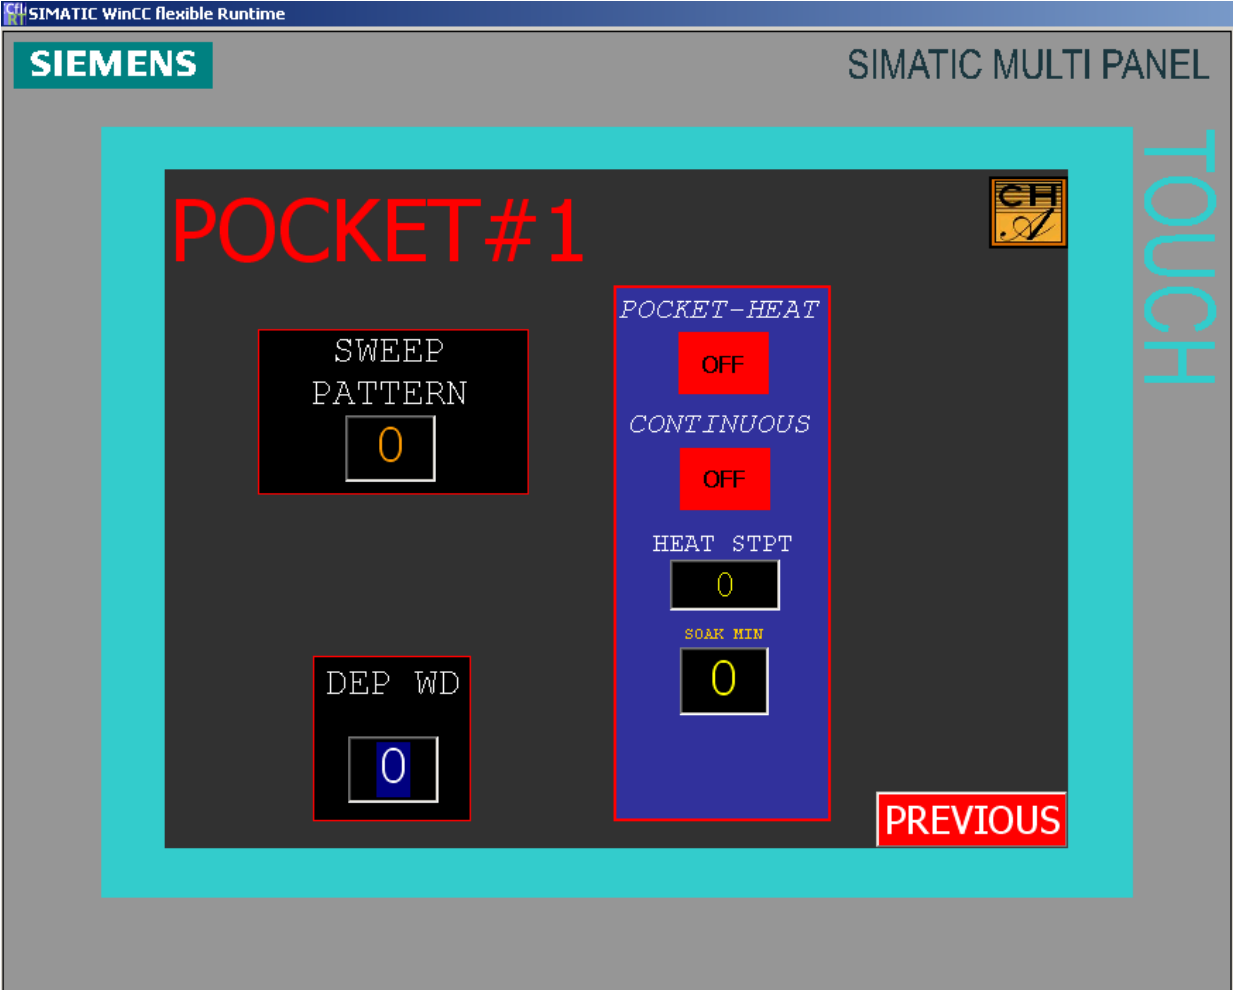 SIMATIC WinCC flexible Runtime
SIEMENS
SIMATIC MULTI PANEL
TOUCH
POCKET#1
CHA
SWEEP
PATTERN
0
DEP WD
0
POCKET-HEAT
OFF
CONTINUOUS
OFF
HEAT STPT
0
SOAK MIN
0
PREVIOUS